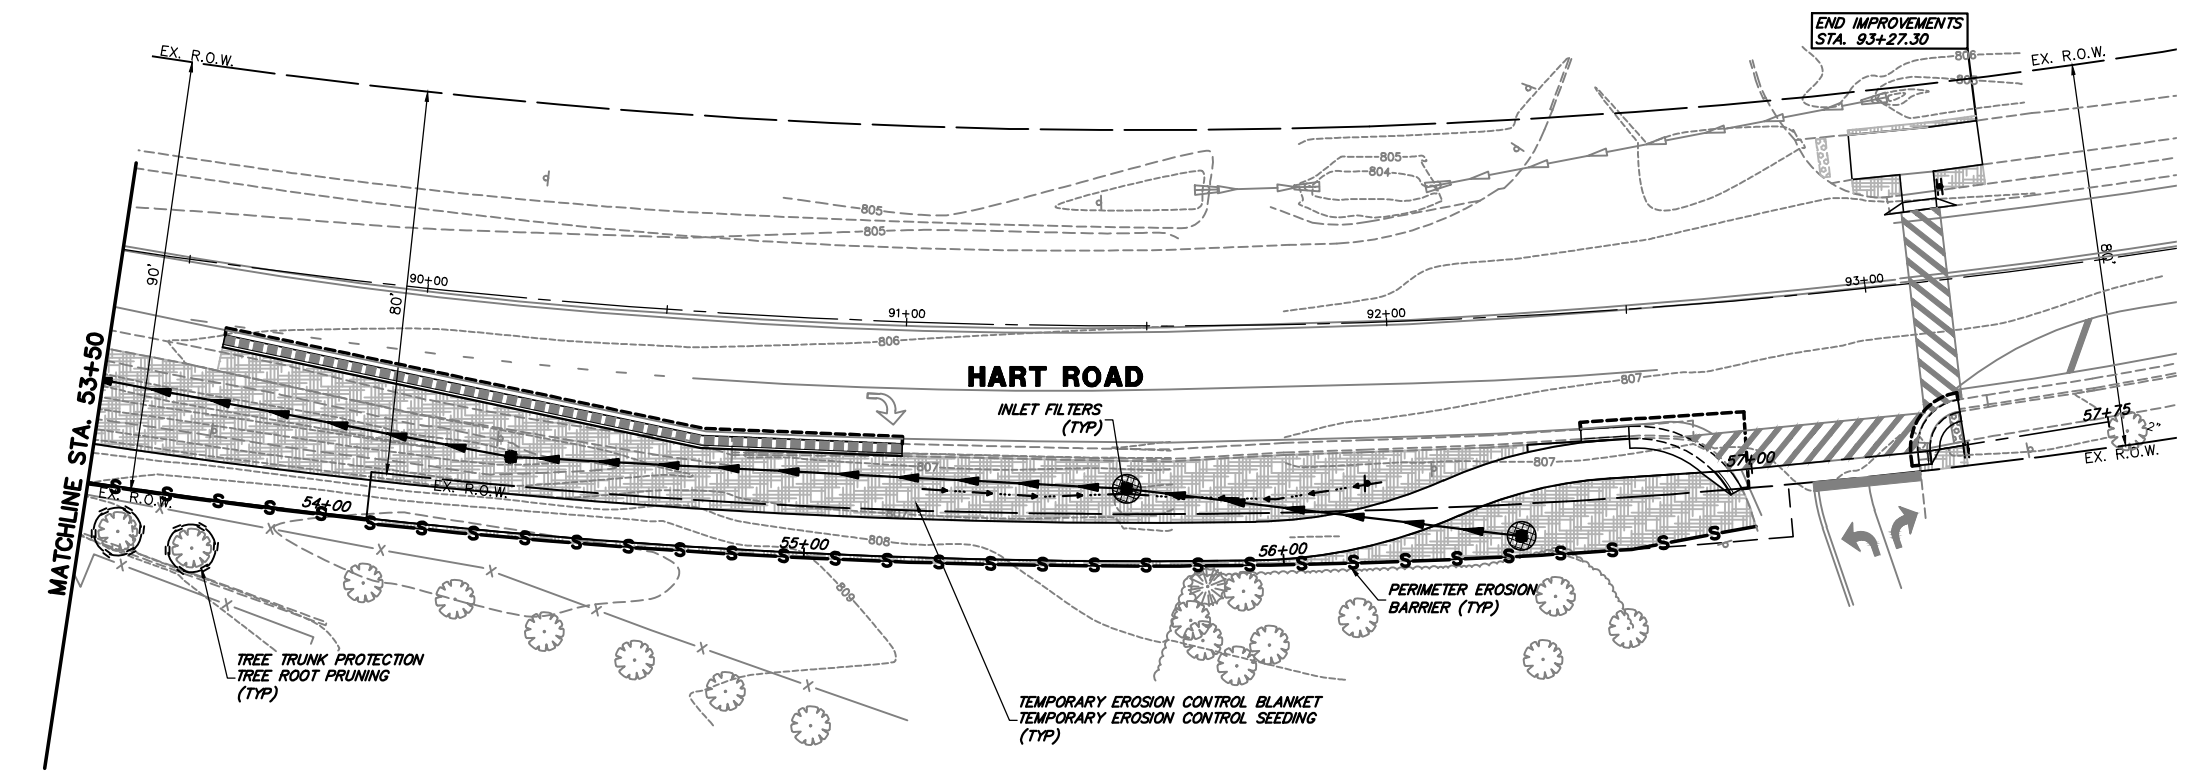 END IMPROVEMENTS
STA. 93+27.30
EX. R.O.W.
EX. R.O.W.
806
805
805
804
805
805
90'
80'
80'
90+00
91+00
92+00
93+00
806
807
HART ROAD
INLET FILTERS
(TYP)
MATCHLINE STA. 53+50
807
807
57+00
57+75
2"
EX. R.O.W.
EX. R.O.W.
EX. R.O.W.
54+00
55+00
56+00
808
809
S S S S S S S S S S S S S S S S S S S S S S S S S S S S S S S S
X X X X X X X X X
PERIMETER EROSION
BARRIER (TYP)
TREE TRUNK PROTECTION
TREE ROOT PRUNING
(TYP)
TEMPORARY EROSION CONTROL BLANKET
TEMPORARY EROSION CONTROL SEEDING
(TYP)